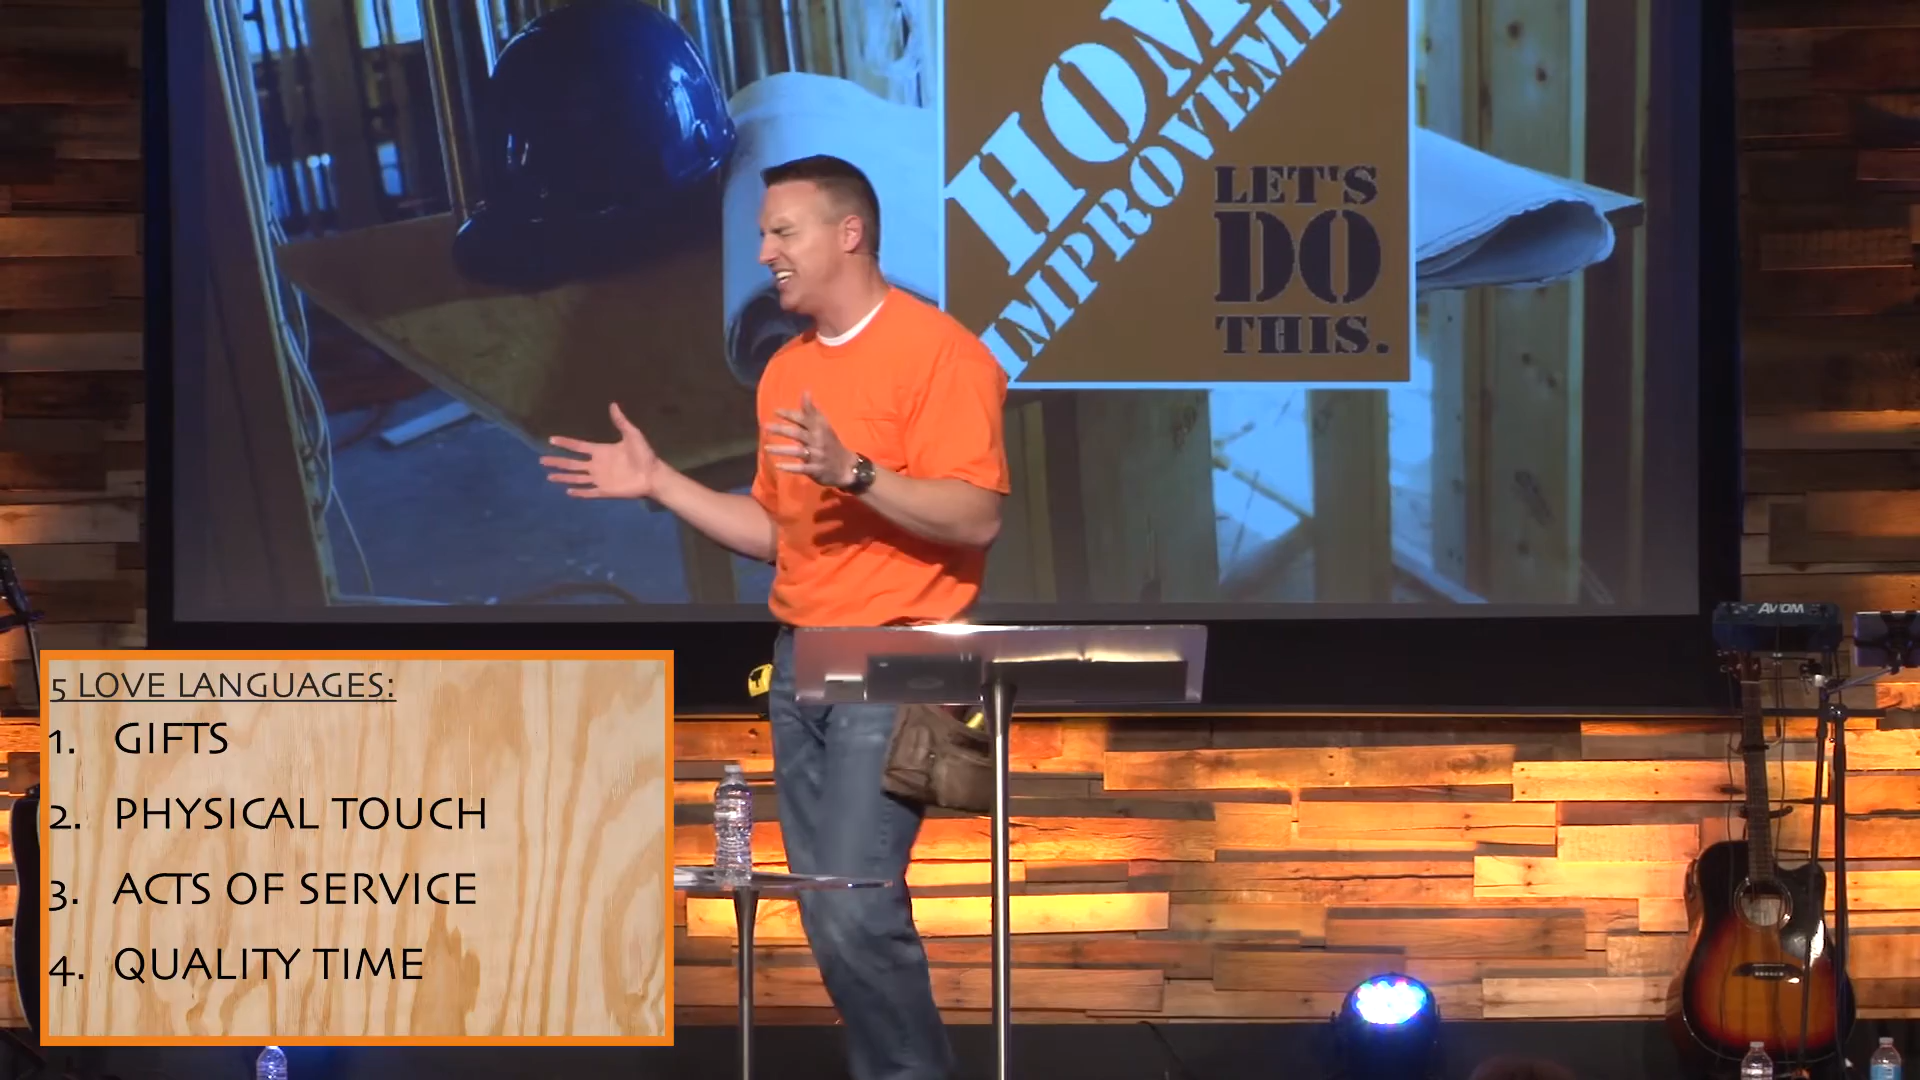 HOM
IMPROVEME
LET'S
DO
THIS.
AVIOM
5 LOVE LANGUAGES:
1. GIFTS
2. PHYSICAL TOUCH
3. ACTS OF SERVICE
4. QUALITY TIME